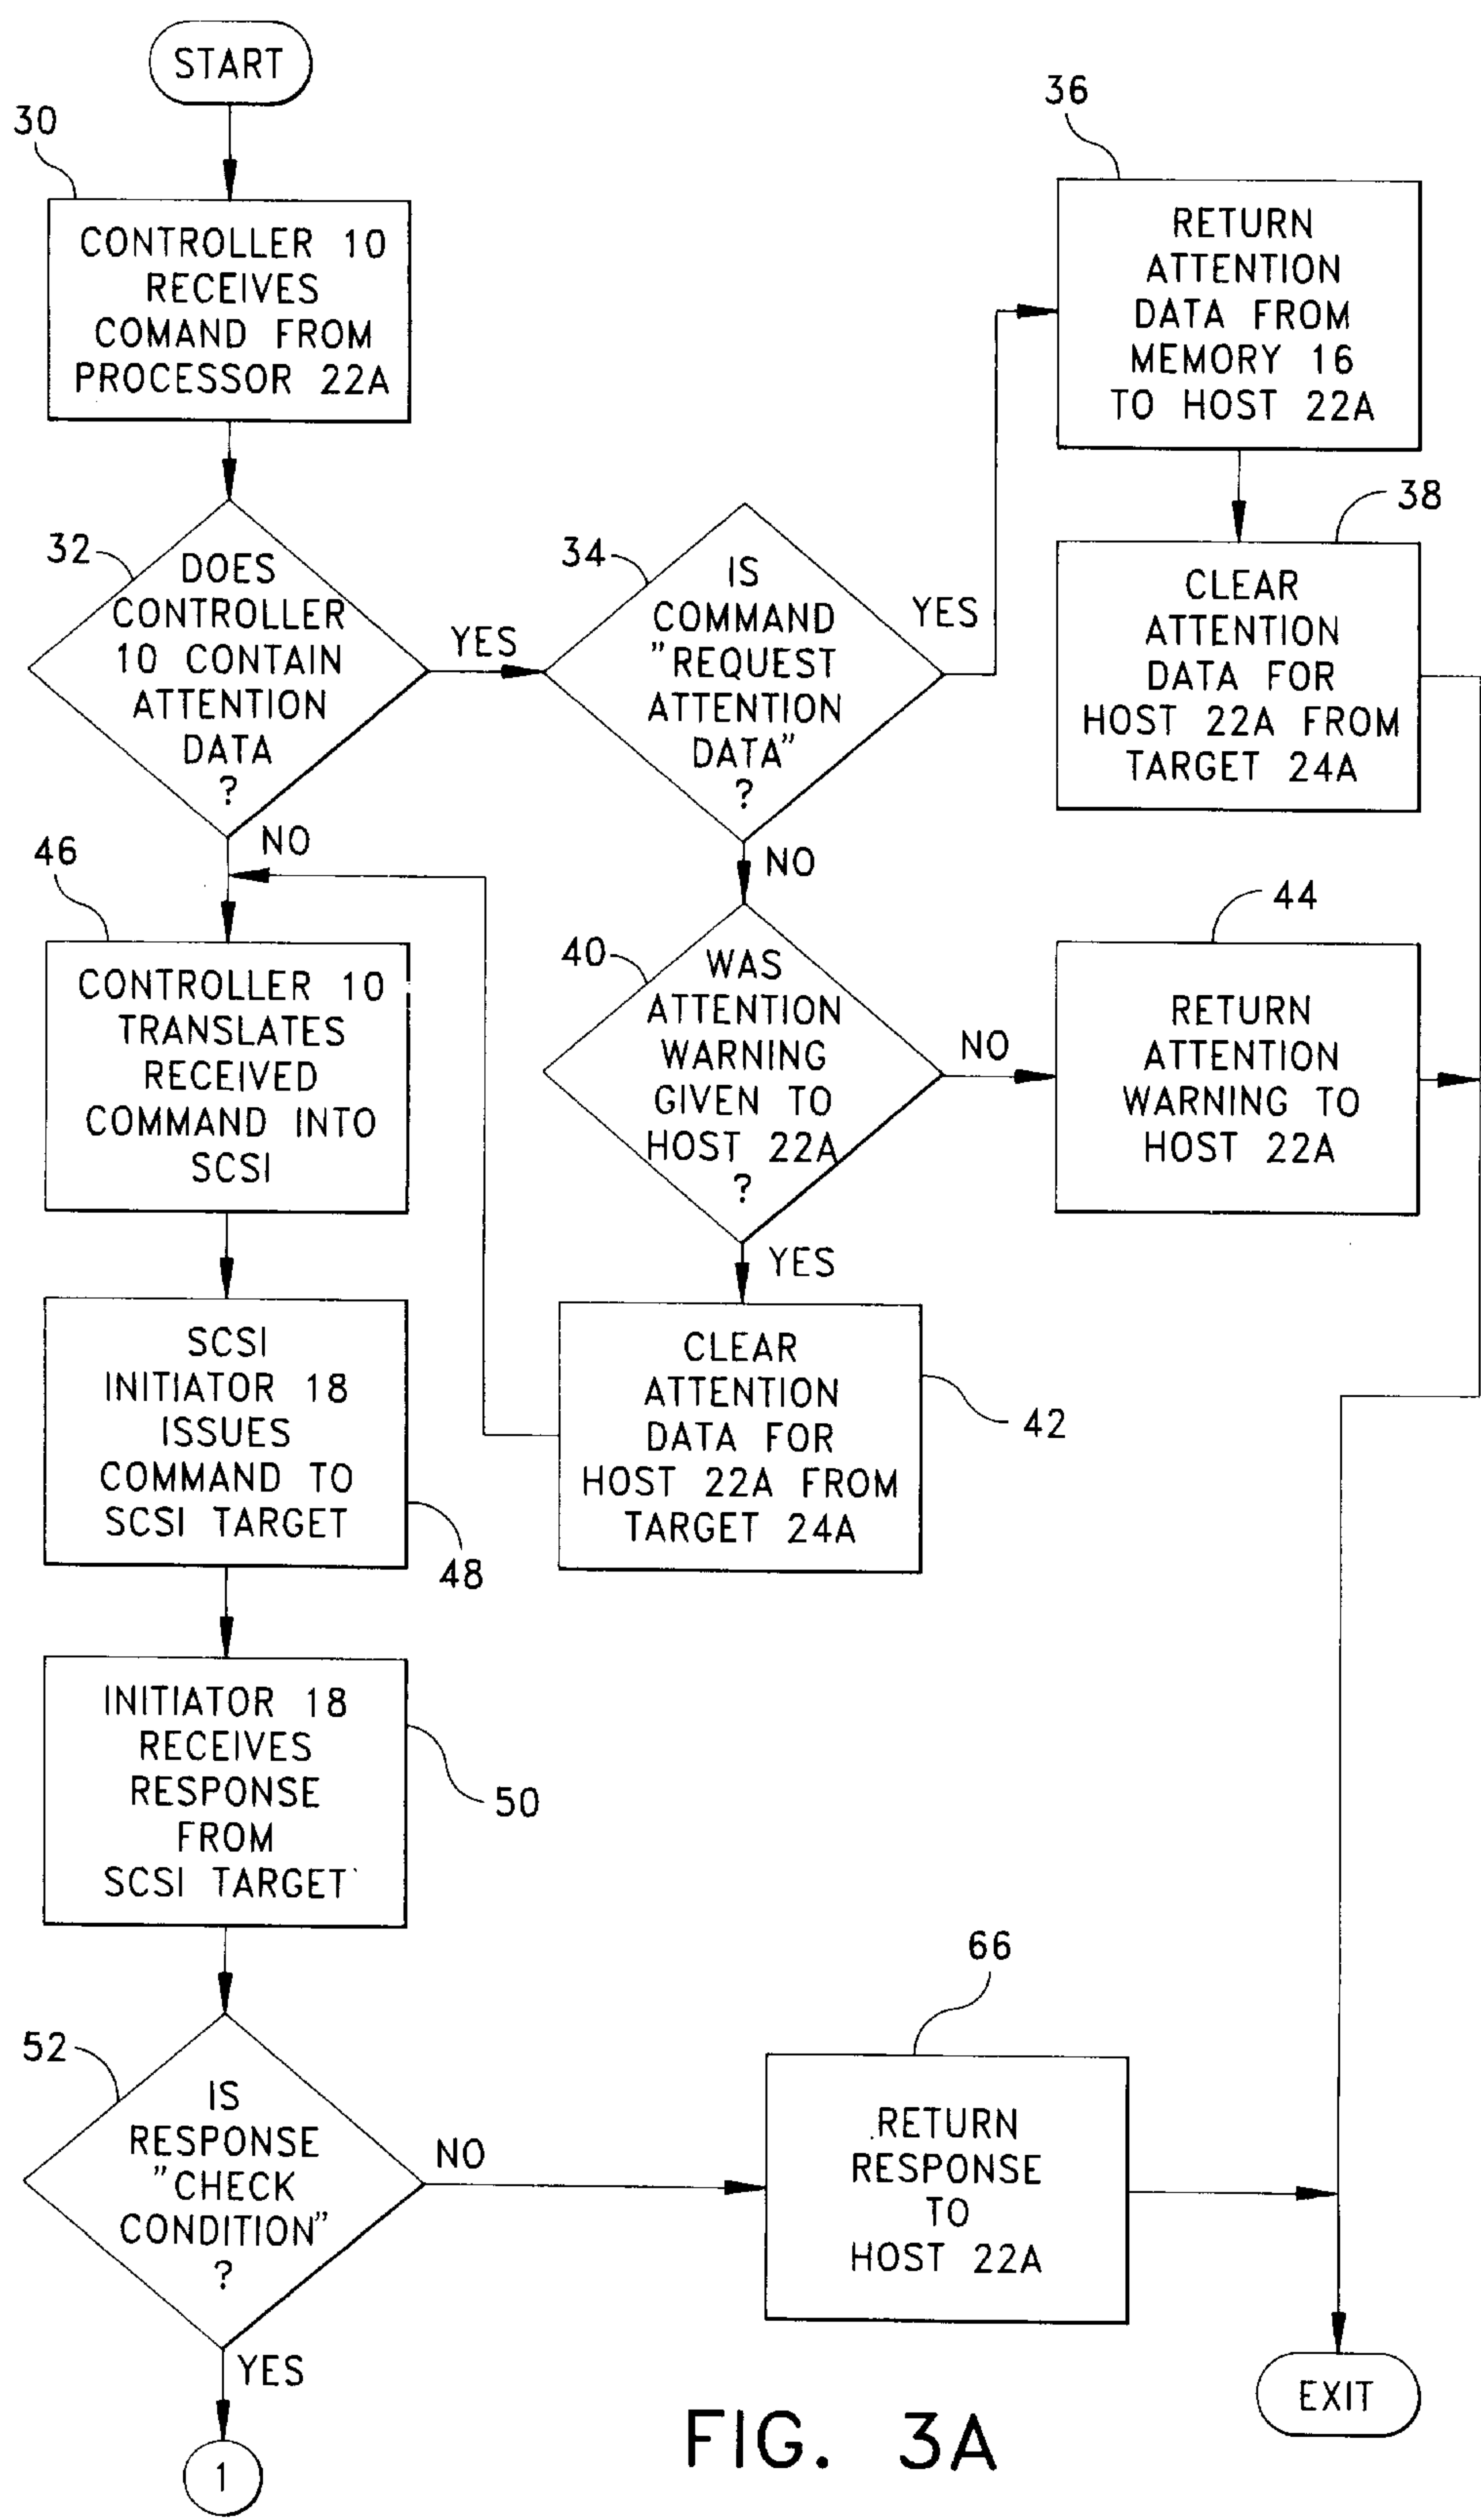 START
30
CONTROLLER 10
RECEIVES
COMAND FROM
PROCESSOR 22A
32
DOES
CONTROLLER
10 CONTAIN
ATTENTION
DATA
?
YES
NO
34
IS
COMMAND
"REQUEST
ATTENTION
DATA"
?
YES
NO
36
RETURN
ATTENTION
DATA FROM
MEMORY 16
TO HOST 22A
38
CLEAR
ATTENTION
DATA FOR
HOST 22A FROM
TARGET 24A
40
WAS
ATTENTION
WARNING
GIVEN TO
HOST 22A
?
NO
YES
44
RETURN
ATTENTION
WARNING TO
HOST 22A
42
CLEAR
ATTENTION
DATA FOR
HOST 22A FROM
TARGET 24A
46
CONTROLLER 10
TRANSLATES
RECEIVED
COMMAND INTO
SCSI
48
SCSI
INITIATOR 18
ISSUES
COMMAND TO
SCSI TARGET
50
INITIATOR 18
RECEIVES
RESPONSE
FROM
SCSI TARGET
52
IS
RESPONSE
"CHECK
CONDITION"
?
NO
YES
66
RETURN
RESPONSE
TO
HOST 22A
1
EXIT
FIG. 3A